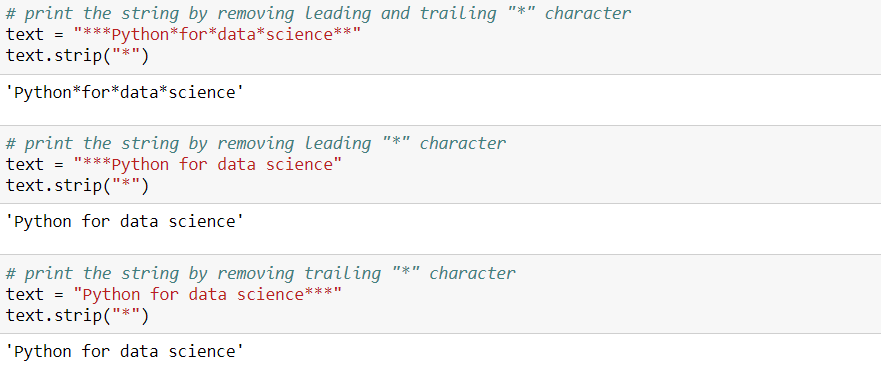 # print the string by removing leading and trailing "*" character
text = "***Python*for*data*science**"
text.strip("*")
'Python*for*data*science'
# print the string by removing leading "*" character
text = "***Python for data science"
text.strip("*")
'Python for data science'
# print the string by removing trailing "*" character
text = "Python for data science***"
text.strip("*")
'Python for data science'